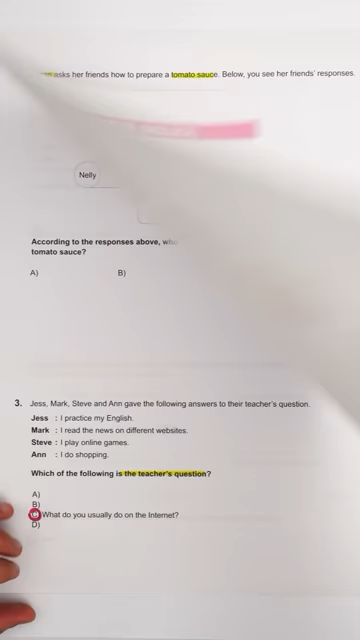 asks her friends how to prepare a tomato sauce. Below, you see her friends' responses.
Nelly
According to the responses above, who
tomato sauce?
A) B)
3. Jess, Mark, Steve and Ann gave the following answers to their teacher's question.
Jess : I practice my English.
Mark : I read the news on different websites.
Steve : I play online games.
Ann : I do shopping.
Which of the following is the teacher's question?
A)
B)
C) What do you usually do on the Internet?
D)